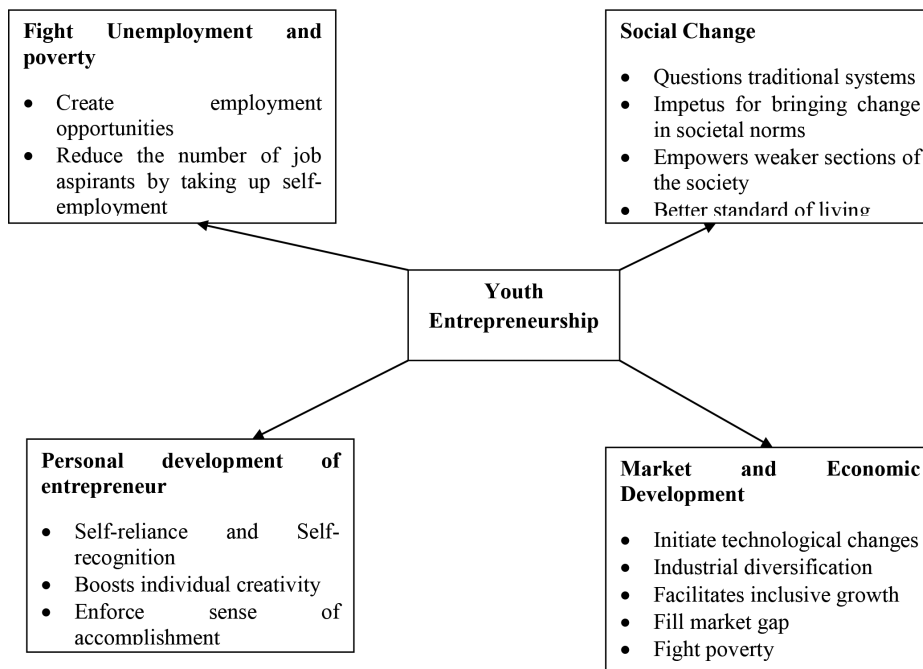 Fight Unemployment and
poverty
• Create employment
opportunities
• Reduce the number of job
aspirants by taking up self-
employment
Social Change
• Questions traditional systems
• Impetus for bringing change
in societal norms
• Empowers weaker sections of
the society
• Better standard of living
Youth
Entrepreneurship
Personal development of
entrepreneur
• Self-reliance and Self-
recognition
• Boosts individual creativity
• Enforce sense of
accomplishment
Market and Economic
Development
• Initiate technological changes
• Industrial diversification
• Facilitates inclusive growth
• Fill market gap
• Fight poverty